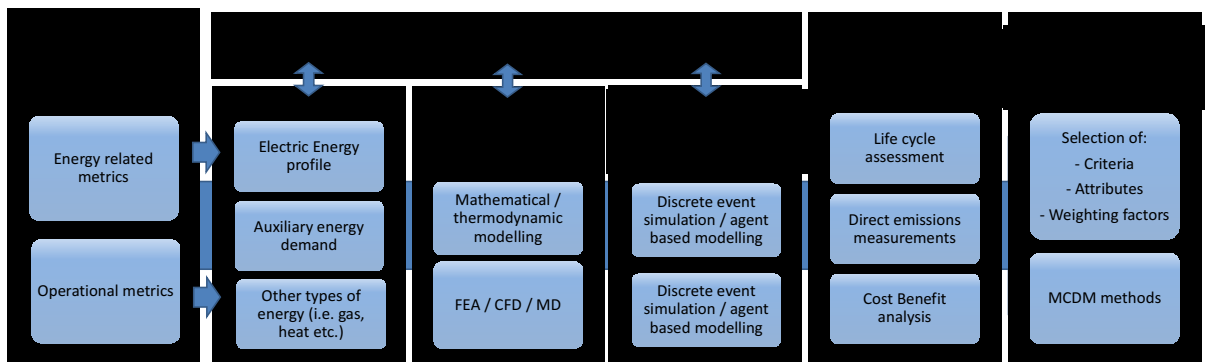 Energy related
metrics
Operational metrics
Electric Energy
profile
Auxiliary energy
demand
Other types of
energy (i.e. gas,
heat etc.)
Mathematical /
thermodynamic
modelling
FEA / CFD / MD
Discrete event
simulation / agent
based modelling
Discrete event
simulation / agent
based modelling
Life cycle
assessment
Direct emissions
measurements
Cost Benefit
analysis
Selection of:
- Criteria
- Attributes
- Weighting factors
MCDM methods